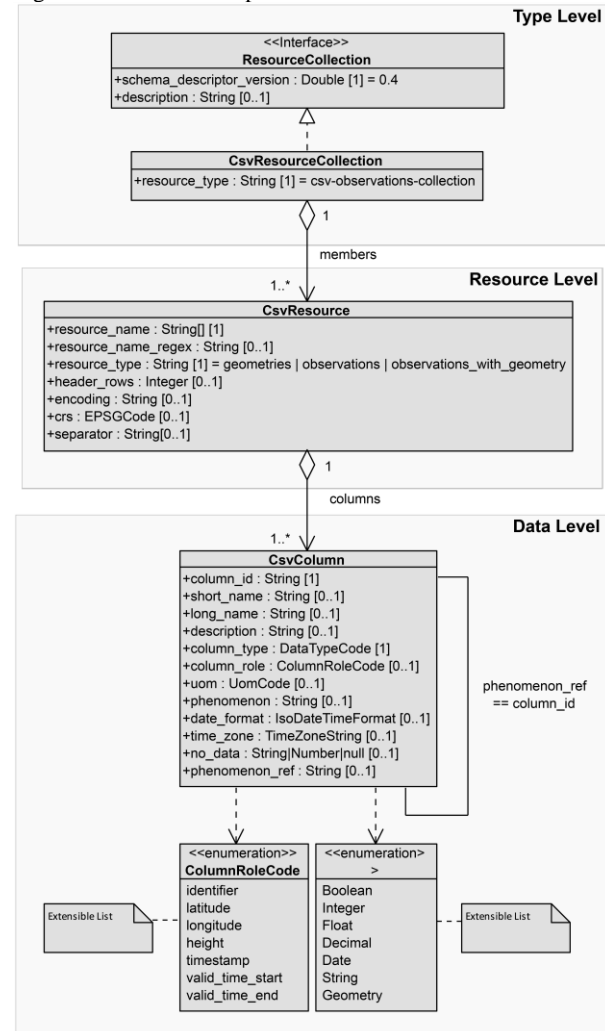 Type Level
<<Interface>>
ResourceCollection
+schema_descriptor_version : Double [1] = 0.4
+description : String [0..1]
CsvResourceCollection
+resource_type : String [1] = csv-observations-collection
1
members
1..*
Resource Level
CsvResource
+resource_name : String[] [1]
+resource_name_regex : String [0..1]
+resource_type : String [1] = geometries | observations | observations_with_geometry
+header_rows : Integer [0..1]
+encoding : String [0..1]
+crs : EPSGCode [0..1]
+separator : String[0..1]
1
columns
Data Level
1..*
CsvColumn
+column_id : String [1]
+short_name : String [0..1]
+long_name : String [0..1]
+description : String [0..1]
+column_type : DataTypeCode [1]
+column_role : ColumnRoleCode [0..1]
+uom : UomCode [0..1]
+phenomenon : String [0..1]
+date_format : IsoDateTimeFormat [0..1]
+time_zone : TimeZoneString [0..1]
+no_data : String|Number|null [0..1]
+phenomenon_ref : String [0..1]
phenomenon_ref
== column_id
<<enumeration>>
ColumnRoleCode
identifier
latitude
longitude
height
timestamp
valid_time_start
valid_time_end
<<enumeration>
>
Boolean
Integer
Float
Decimal
Date
String
Geometry
Extensible List
Extensible List